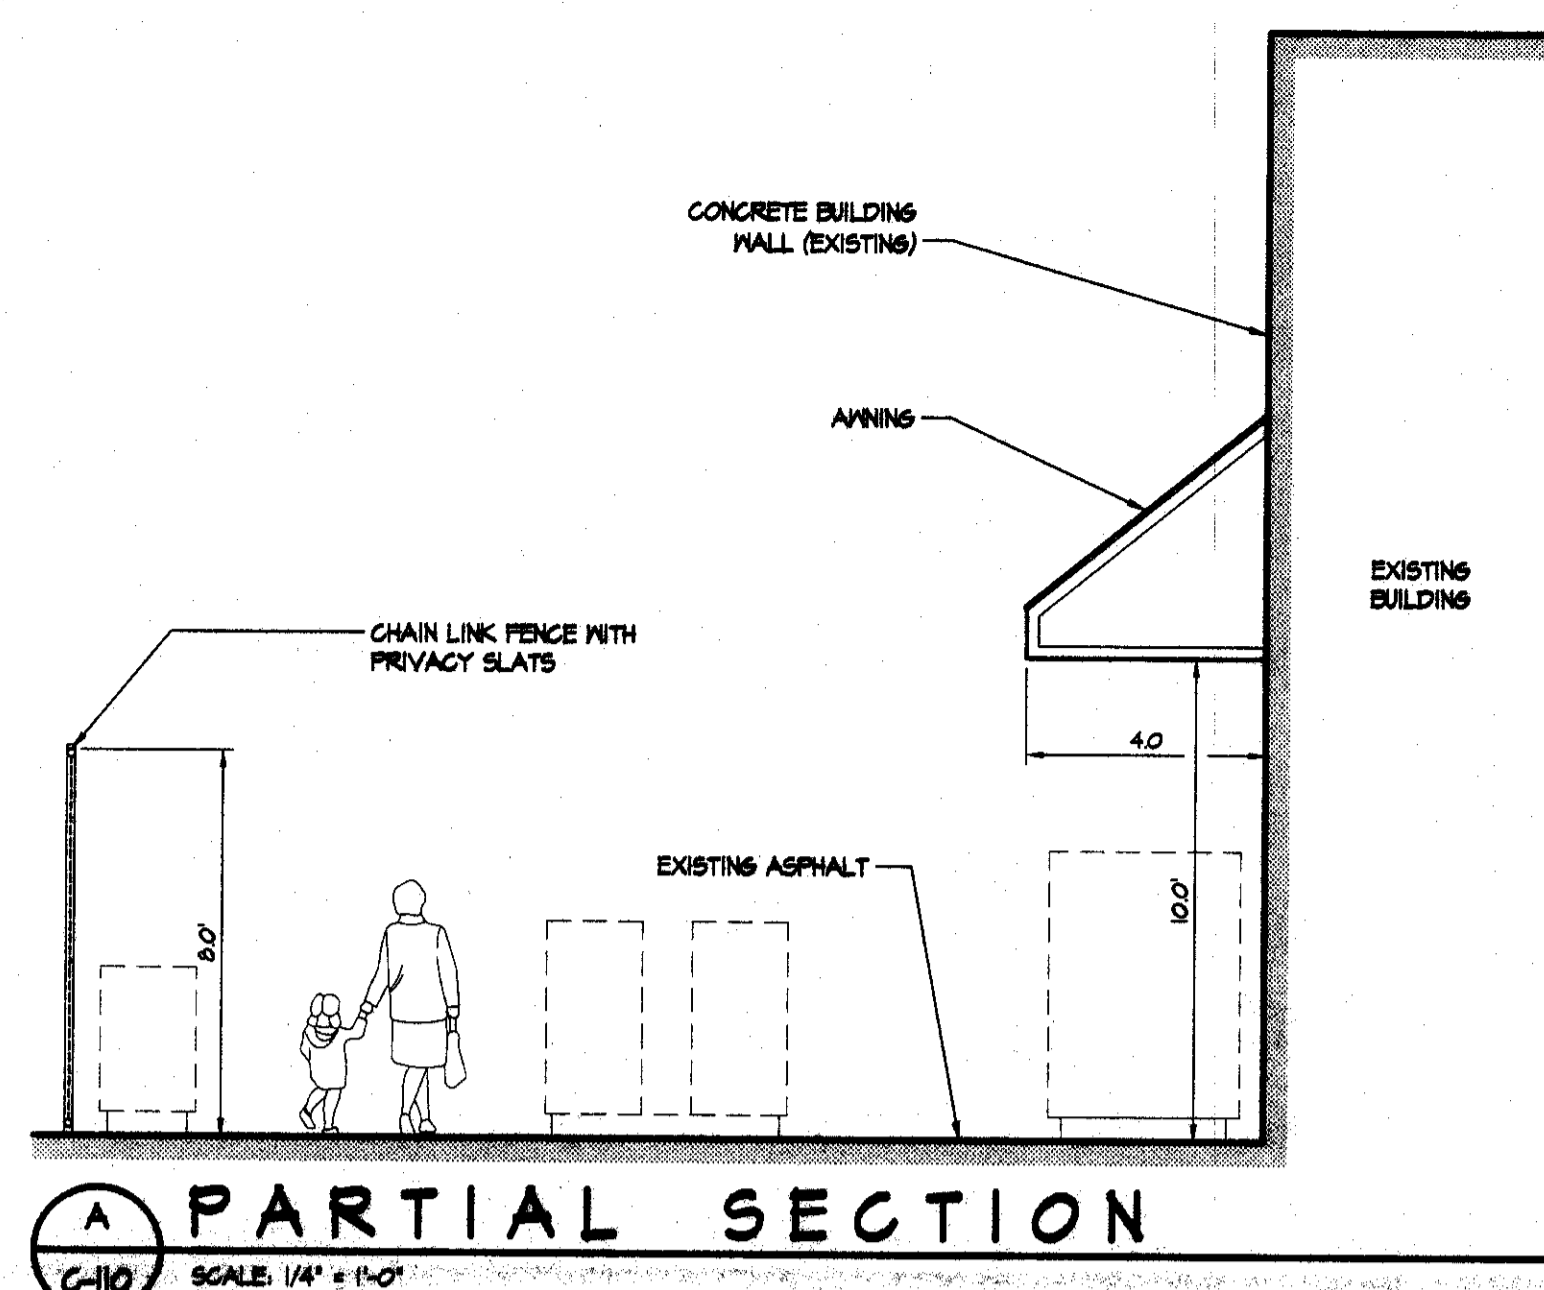 CONCRETE BUILDING
WALL (EXISTING)
AWNING
EXISTING
BUILDING
CHAIN LINK FENCE WITH
PRIVACY SLATS
4.0
EXISTING ASPHALT
10.0'
8.0'
A
PARTIAL SECTION
C-110
SCALE: 1/4" = 1'-0"